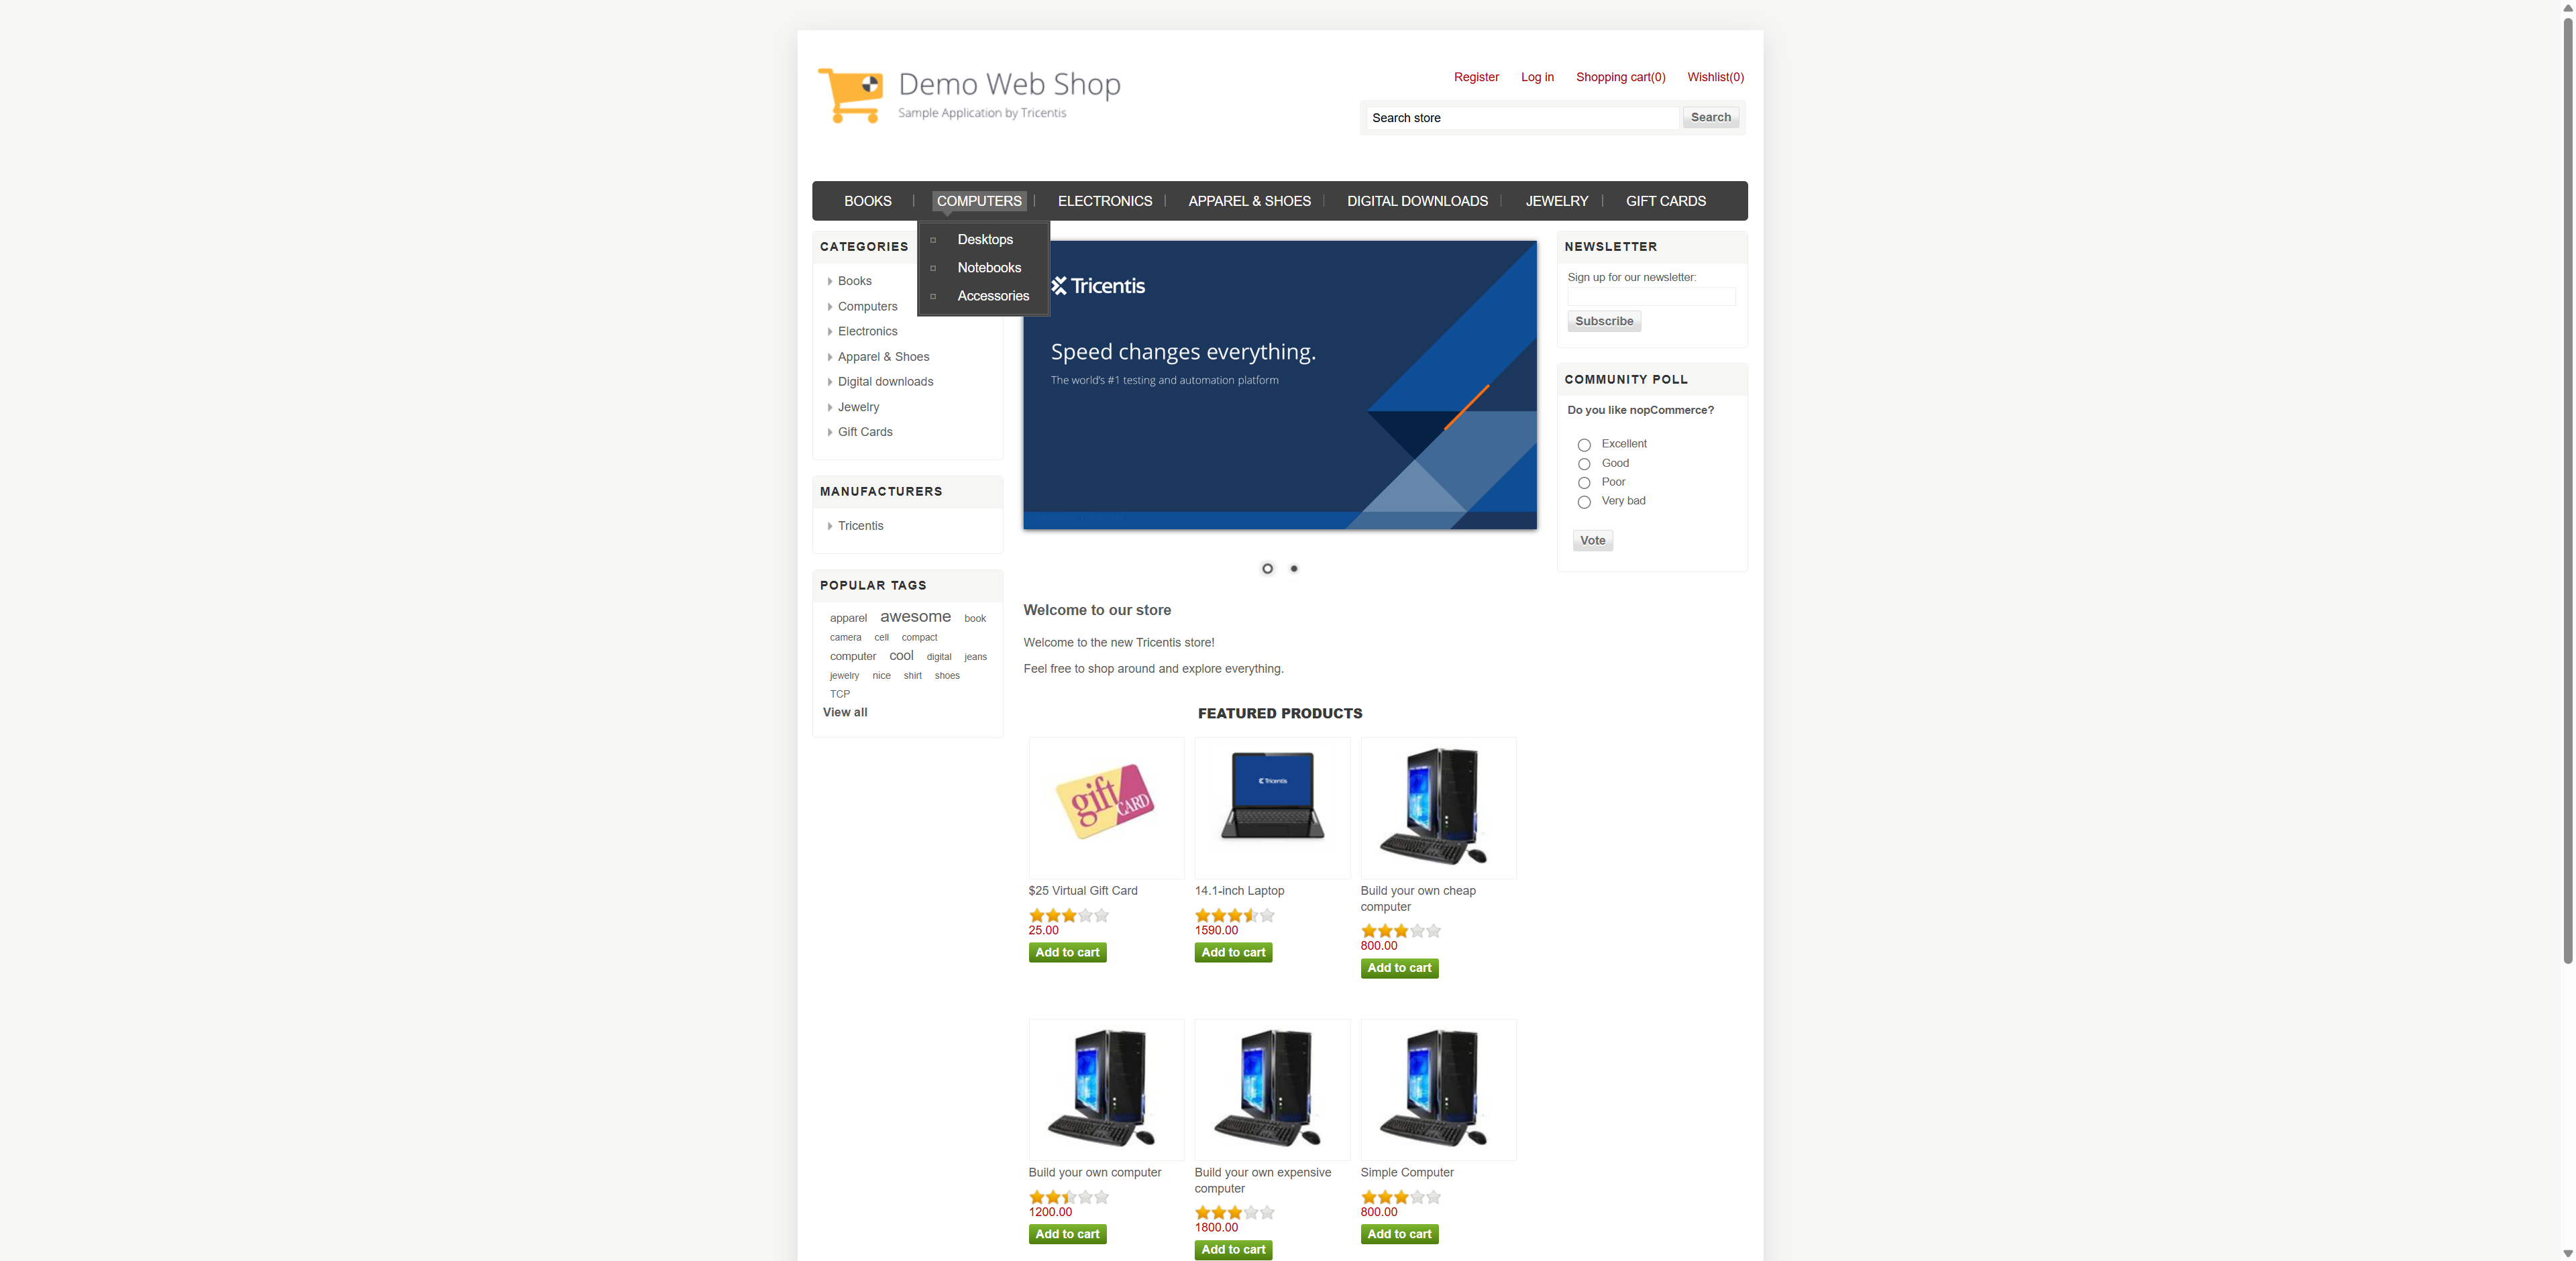 Demo Web Shop
Sample Application by Tricentis
Register Log in Shopping cart(0) Wishlist(0)
Search store Search
BOOKS COMPUTERS ELECTRONICS APPAREL & SHOES DIGITAL DOWNLOADS JEWELRY GIFT CARDS
Desktops
Notebooks
Accessories
CATEGORIES
Books
Computers
Electronics
Apparel & Shoes
Digital downloads
Jewelry
Gift Cards
MANUFACTURERS
Tricentis
POPULAR TAGS
apparel awesome book
camera cell compact
computer cool digital jeans
jewelry nice shirt shoes
TCP
View all
Tricentis
Speed changes everything.
The world's #1 testing and automation platform
Welcome to our store
Welcome to the new Tricentis store!
Feel free to shop around and explore everything.
FEATURED PRODUCTS
gift CARD
Tricentis
$25 Virtual Gift Card
25.00
Add to cart
14.1-inch Laptop
1590.00
Add to cart
Build your own cheap
computer
800.00
Add to cart
Build your own computer
1200.00
Add to cart
Build your own expensive
computer
1800.00
Add to cart
Simple Computer
800.00
Add to cart
NEWSLETTER
Sign up for our newsletter:
Subscribe
COMMUNITY POLL
Do you like nopCommerce?
Excellent
Good
Poor
Very bad
Vote